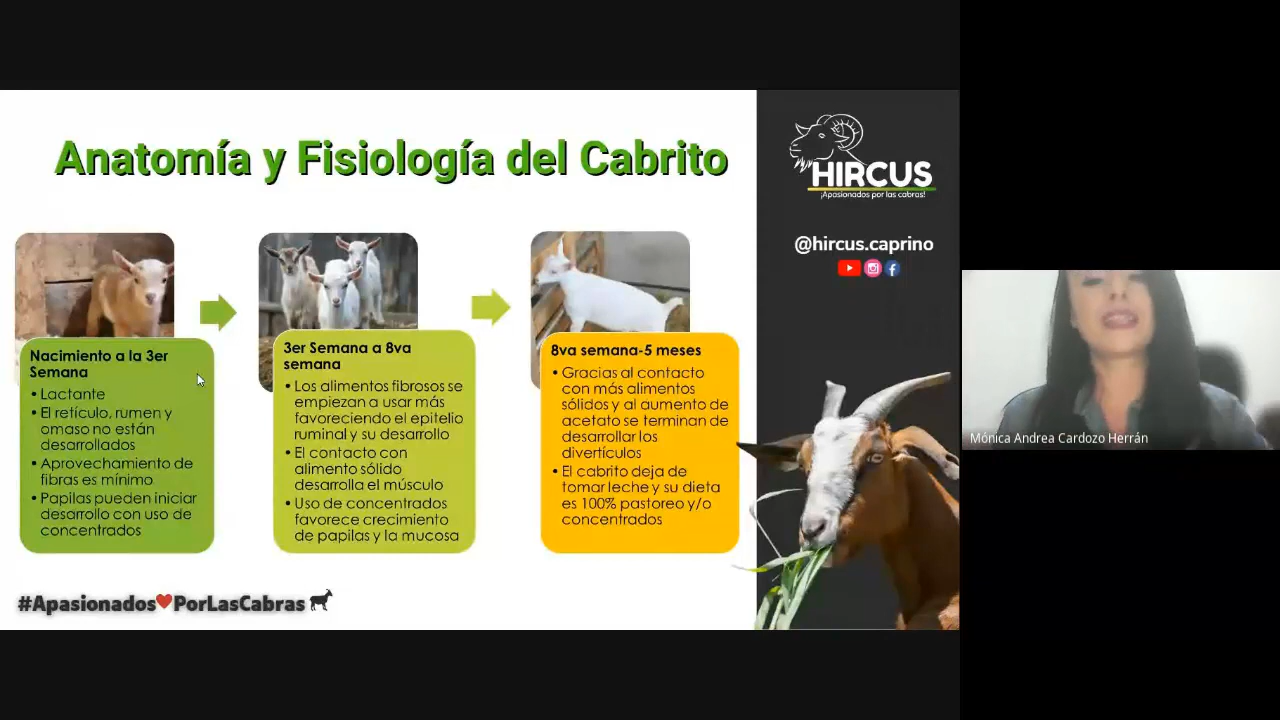 Anatomía y Fisiología del Cabrito
Nacimiento a la 3er
Semana
• Lactante
• El retículo, rumen y
omaso no están
desarrollados
• Aprovechamiento de
fibras es mínimo
• Papilas pueden iniciar
desarrollo con uso de
concentrados
3er Semana a 8va
semana
• Los alimentos fibrosos se
empiezan a usar más
favoreciendo el epitelio
ruminal y su desarrollo
• El contacto con
alimento sólido
desarrolla el músculo
• Uso de concentrados
favorece crecimiento
de papilas y la mucosa
8va semana-5 meses
• Gracias al contacto
con más alimentos
sólidos y al aumento de
acetato se terminan de
desarrollar los
divertículos
• El cabrito deja de
tomar leche y su dieta
es 100% pastoreo y/o
concentrados
#Apasionados❤PorLasCabras
HIRCUS
¡Apasionados por las cabras!
@hircus.caprino
Mónica Andrea Cardozo Herrán